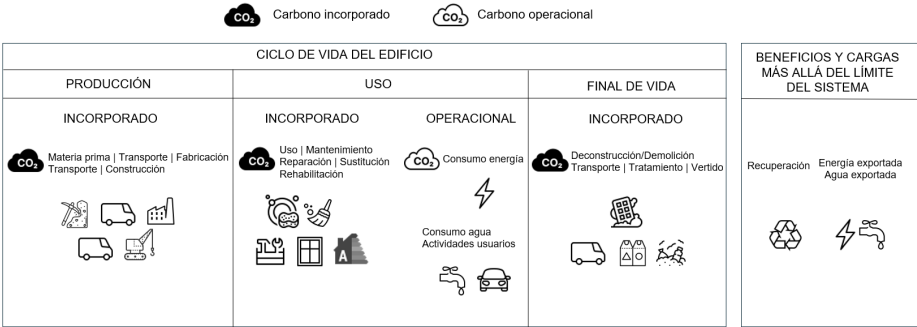 CO₂ Carbono incorporado
CO₂ Carbono operacional
CICLO DE VIDA DEL EDIFICIO
PRODUCCIÓN
USO
FINAL DE VIDA
INCORPORADO
CO₂
Materia prima | Transporte | Fabricación
Transporte | Construcción
INCORPORADO
CO₂
Uso | Mantenimiento
Reparación | Sustitución
Rehabilitación
A
OPERACIONAL
CO₂ Consumo energía
Consumo agua
Actividades usuarios
INCORPORADO
CO₂
Deconstrucción/Demolición
Transporte | Tratamiento | Vertido
BENEFICIOS Y CARGAS
MÁS ALLÁ DEL LÍMITE
DEL SISTEMA
Recuperación
Energía exportada
Agua exportada